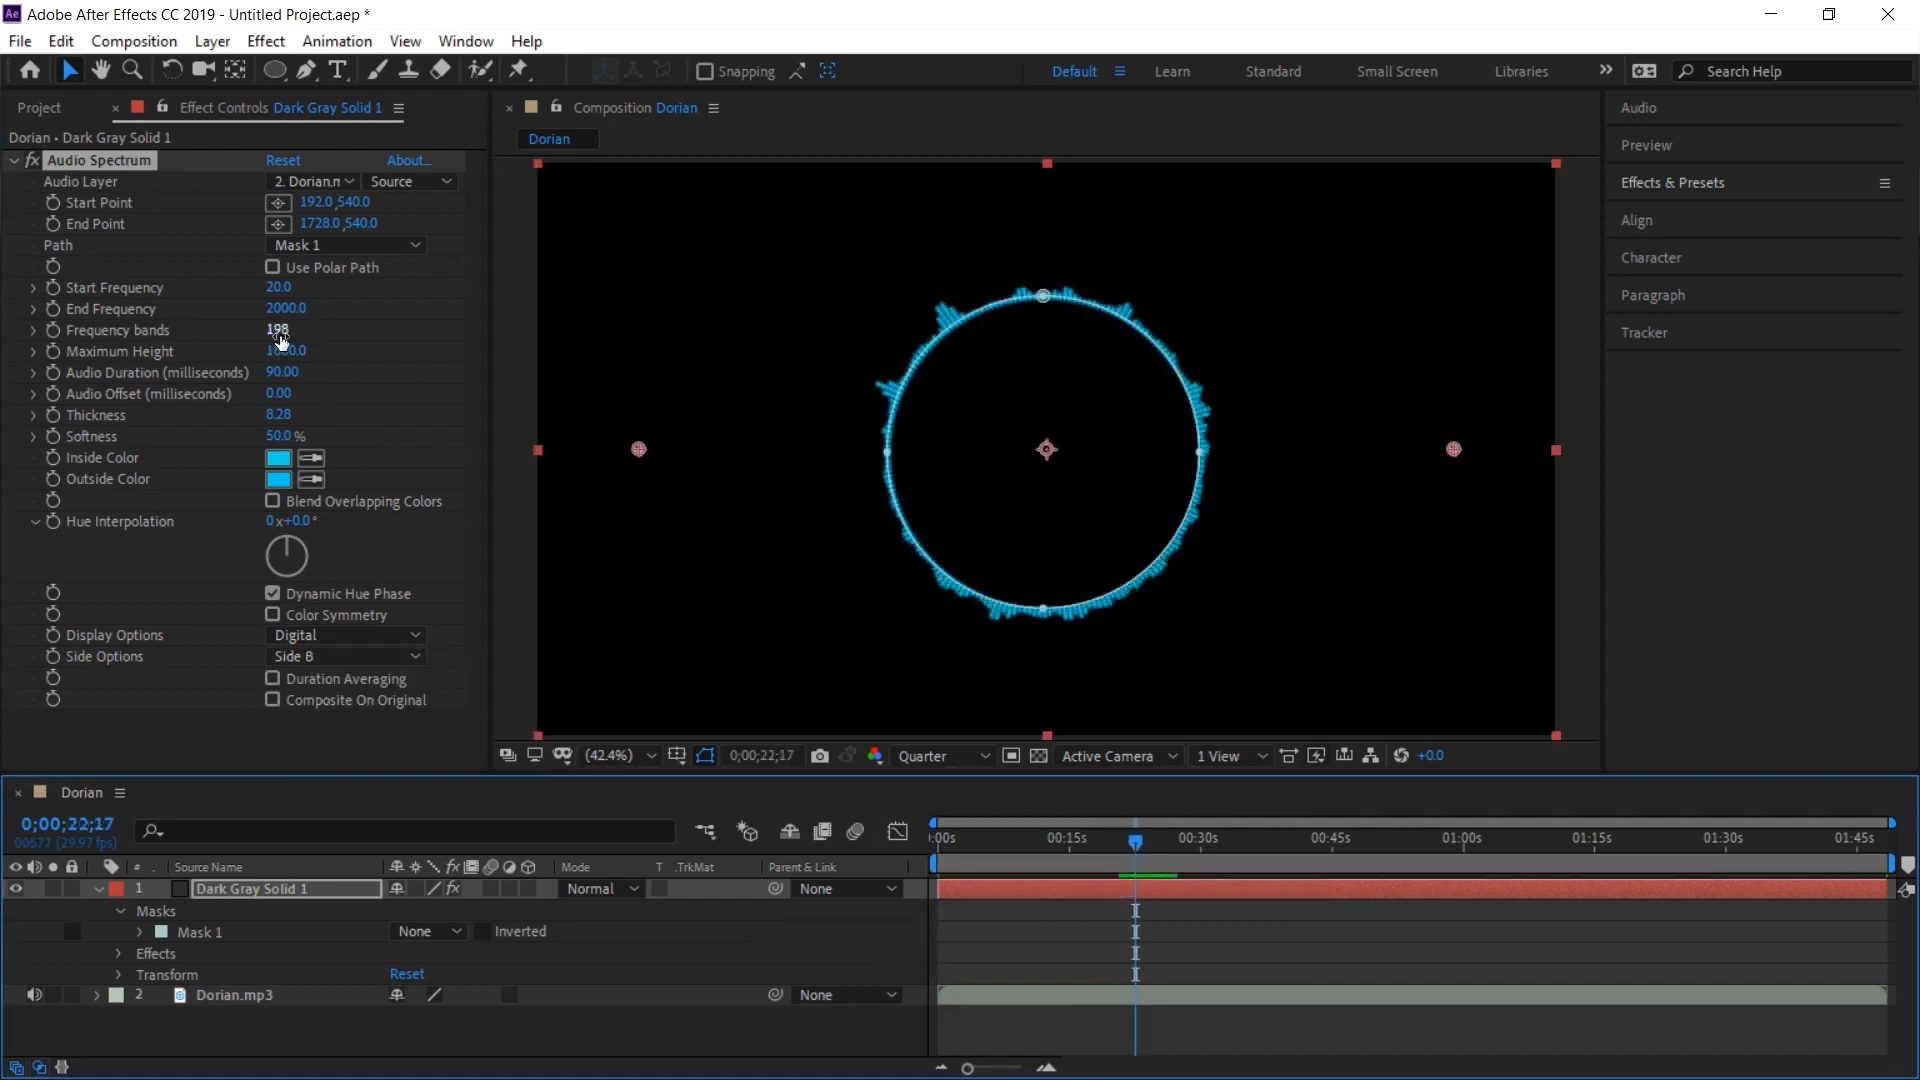 Ae Adobe After Effects CC 2019 - Untitled Project.aep *
File Edit Composition Layer Effect Animation View Window Help
Snapping Default Learn Standard Small Screen Libraries Search Help
Project Effect Controls Dark Gray Solid 1
Dorian • Dark Gray Solid 1
fx Audio Spectrum Reset About...
Audio Layer 2. Dorian.n Source
Start Point 192.0,540.0
End Point 1728.0,540.0
Path Mask 1
Use Polar Path
Start Frequency 20.0
End Frequency 2000.0
Frequency bands 198
Maximum Height
Audio Duration (milliseconds) 90.00
Audio Offset (milliseconds) 0.00
Thickness 8.28
Softness 50.0 %
Inside Color
Outside Color
Blend Overlapping Colors
Hue Interpolation 0x+0.0°
Dynamic Hue Phase
Color Symmetry
Display Options Digital
Side Options Side B
Duration Averaging
Composite On Original
Composition Dorian
Dorian
(42.4%) 0;00;22;17 Quarter Active Camera 1 View +0.0
Audio
Preview
Effects & Presets
Align
Character
Paragraph
Tracker
Dorian
0;00;22;17
(29.97 fps)
:00s 00:15s 00:30s 00:45s 01:00s 01:15s 01:30s 01:45s
# Source Name fx Mode T .TrkMat Parent & Link
1 Dark Gray Solid 1 fx Normal None
Masks
Mask 1 None Inverted
Effects
Transform Reset
2 Dorian.mp3 None